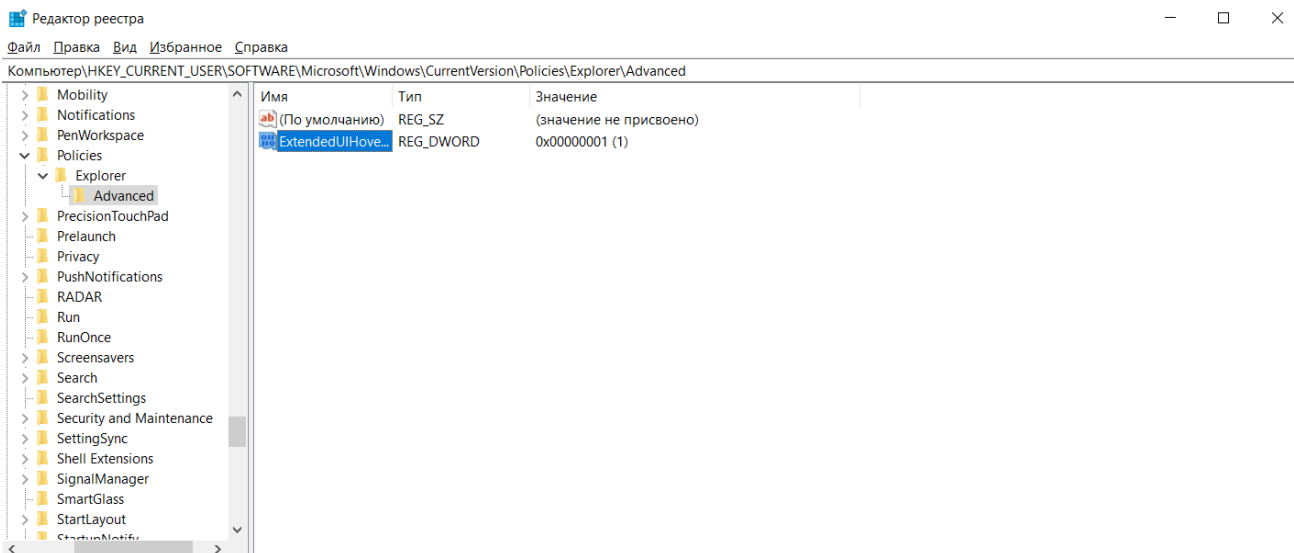 Редактор реестра
Файл Правка Вид Избранное Справка
Компьютер\HKEY_CURRENT_USER\SOFTWARE\Microsoft\Windows\CurrentVersion\Policies\Explorer\Advanced
Mobility
Notifications
PenWorkspace
Policies
Explorer
Advanced
PrecisionTouchPad
Prelaunch
Privacy
PushNotifications
RADAR
Run
RunOnce
Screensavers
Search
SearchSettings
Security and Maintenance
SettingSync
Shell Extensions
SignalManager
SmartGlass
StartLayout
StartupNotify
Имя Тип Значение
(По умолчанию) REG_SZ (значение не присвоено)
ExtendedUIHove... REG_DWORD 0x00000001 (1)